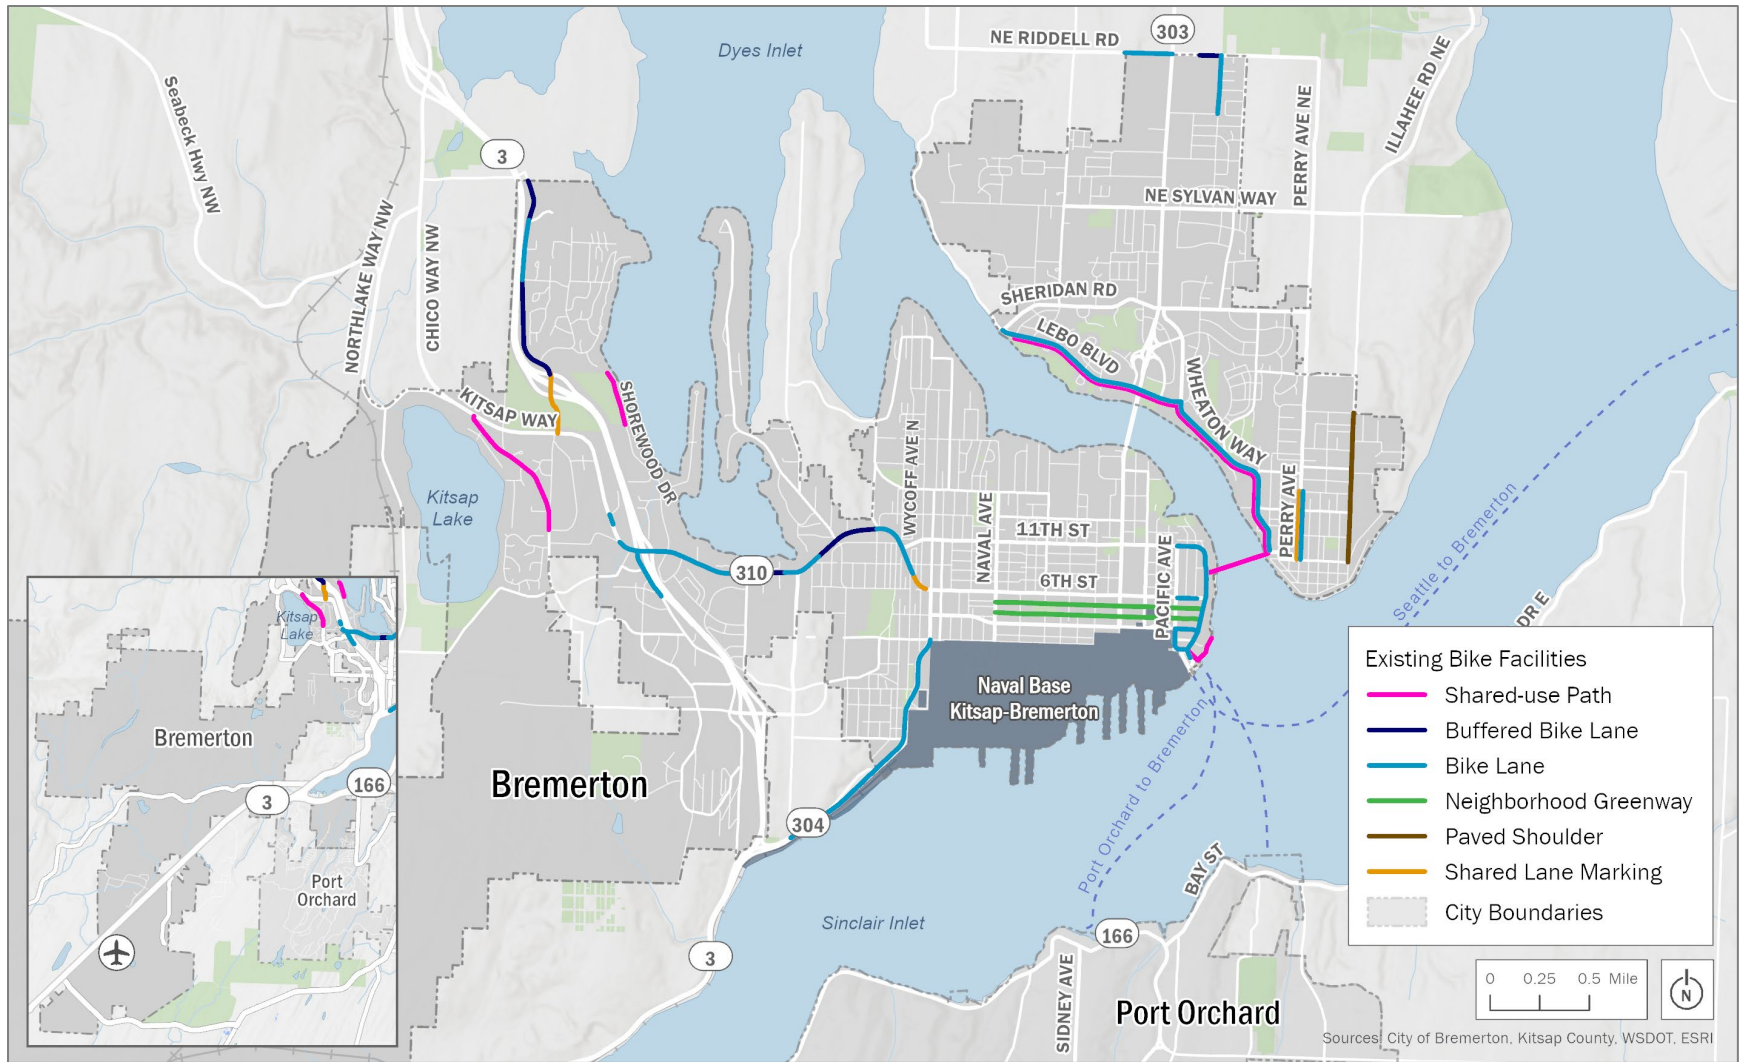 Dyes Inlet
303
NE RIDDELL RD
ILLAHEE RD NE
PERRY AVE NE
Seabeck Hwy NW
3
NE SYLVAN WAY
NORTHLAKE WAY NW
CHICO WAY NW
SHERIDAN RD
LEBO BLVD
WHEATON WAY
KITSAP WAY
SHOREWOOD DR
WYCOFF AVE N
Kitsap
Lake
NAVAL AVE
11TH ST
PACIFIC AVE
PERRY AVE
310
6TH ST
Seattle to Bremerton
DR E
Naval Base
Kitsap-Bremerton
Port Orchard to Bremerton
Bremerton
304
BAY ST
Sinclair Inlet
3
166
SIDNEY AVE
Port Orchard
Kitsap
Lake
Bremerton
3
166
Port
Orchard
Existing Bike Facilities
Shared-use Path
Buffered Bike Lane
Bike Lane
Neighborhood Greenway
Paved Shoulder
Shared Lane Marking
City Boundaries
0 0.25 0.5 Mile
N
Sources: City of Bremerton, Kitsap County, WSDOT, ESRI